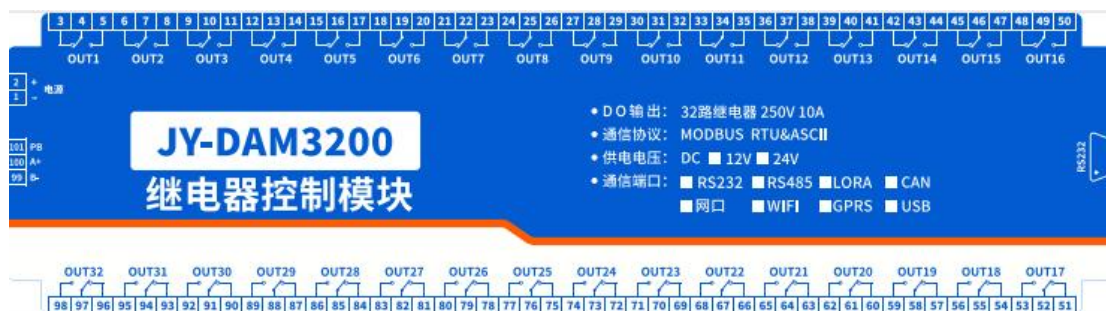 3 4 5 6 7 8 9 10 11 12 13 14 15 16 17 18 19 20 21 22 23 24 25 26 27 28 29 30 31 32 33 34 35 36 37 38 39 40 41 42 43 44 45 46 47 48 49 50
OUT1 OUT2 OUT3 OUT4 OUT5 OUT6 OUT7 OUT8 OUT9 OUT10 OUT11 OUT12 OUT13 OUT14 OUT15 OUT16
2 + 电源
1 -
101 PB
100 A+
99 B-
JY-DAM3200
继电器控制模块
• DO输出: 32路继电器 250V 10A
• 通信协议: MODBUS RTU&ASCII
• 供电电压: DC 12V 24V
• 通信端口: RS232 RS485 LORA CAN
网口 WIFI GPRS USB
RS232
OUT32 OUT31 OUT30 OUT29 OUT28 OUT27 OUT26 OUT25 OUT24 OUT23 OUT22 OUT21 OUT20 OUT19 OUT18 OUT17
98 97 96 95 94 93 92 91 90 89 88 87 86 85 84 83 82 81 80 79 78 77 76 75 74 73 72 71 70 69 68 67 66 65 64 63 62 61 60 59 58 57 56 55 54 53 52 51